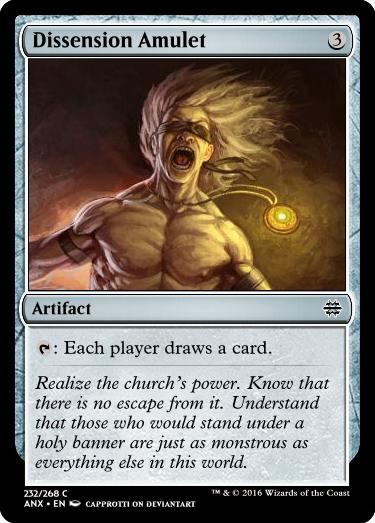 Dissension Amulet 3
Artifact
: Each player draws a card.
Realize the church's power. Know that
there is no escape from it. Understand
that those who would stand under a
holy banner are just as monstrous as
everything else in this world.
232/268 C
ANX • EN CAPPROTTI ON DEVIANTART
™ & © 2016 Wizards of the Coast